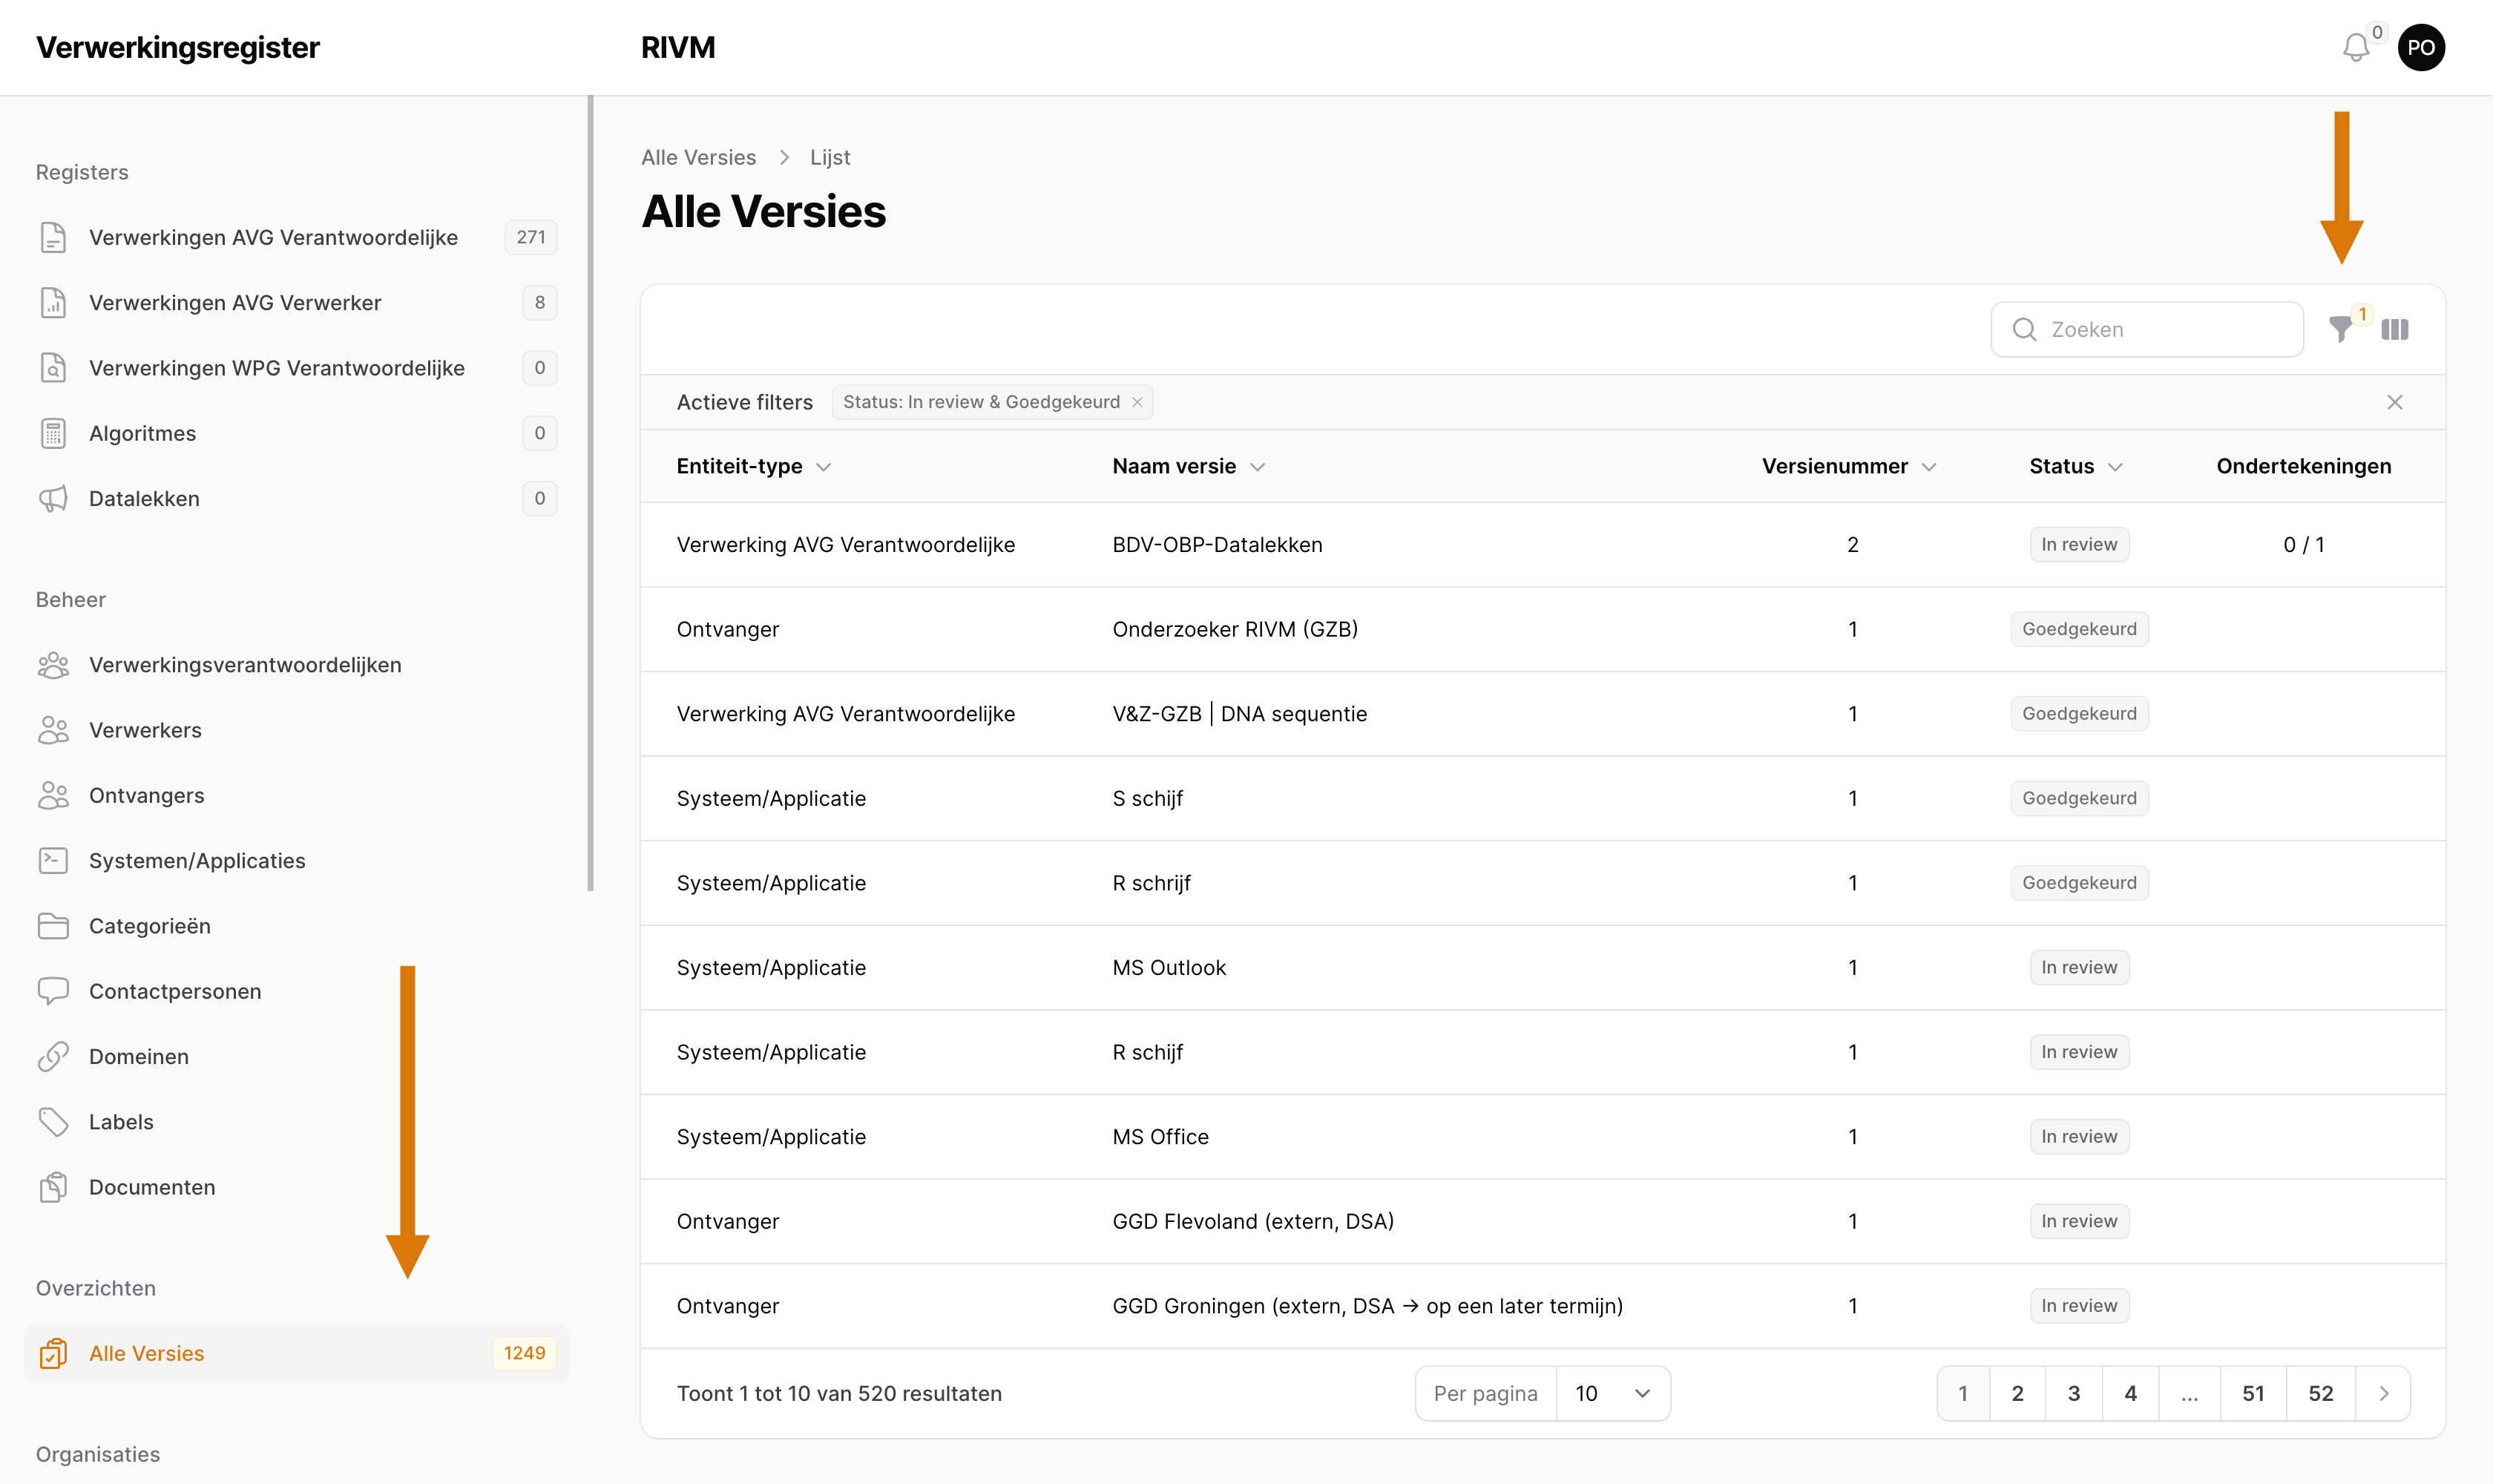 Verwerkingsregister
RIVM
0
PO
Registers
Verwerkingen AVG Verantwoordelijke 271
Verwerkingen AVG Verwerker 8
Verwerkingen WPG Verantwoordelijke 0
Algoritmes 0
Datalekken 0
Beheer
Verwerkingsverantwoordelijken
Verwerkers
Ontvangers
Systemen/Applicaties
Categorieën
Contactpersonen
Domeinen
Labels
Documenten
Overzichten
Alle Versies 1249
Organisaties
Alle Versies > Lijst
Alle Versies
Zoeken
1
Actieve filters Status: In review & Goedgekeurd
Entiteit-type Naam versie Versienummer Status Ondertekeningen
Verwerking AVG Verantwoordelijke BDV-OBP-Datalekken 2 In review 0 / 1
Ontvanger Onderzoeker RIVM (GZB) 1 Goedgekeurd
Verwerking AVG Verantwoordelijke V&Z-GZB | DNA sequentie 1 Goedgekeurd
Systeem/Applicatie S schijf 1 Goedgekeurd
Systeem/Applicatie R schrijf 1 Goedgekeurd
Systeem/Applicatie MS Outlook 1 In review
Systeem/Applicatie R schijf 1 In review
Systeem/Applicatie MS Office 1 In review
Ontvanger GGD Flevoland (extern, DSA) 1 In review
Ontvanger GGD Groningen (extern, DSA → op een later termijn) 1 In review
Toont 1 tot 10 van 520 resultaten Per pagina 10 1 2 3 4 ... 51 52